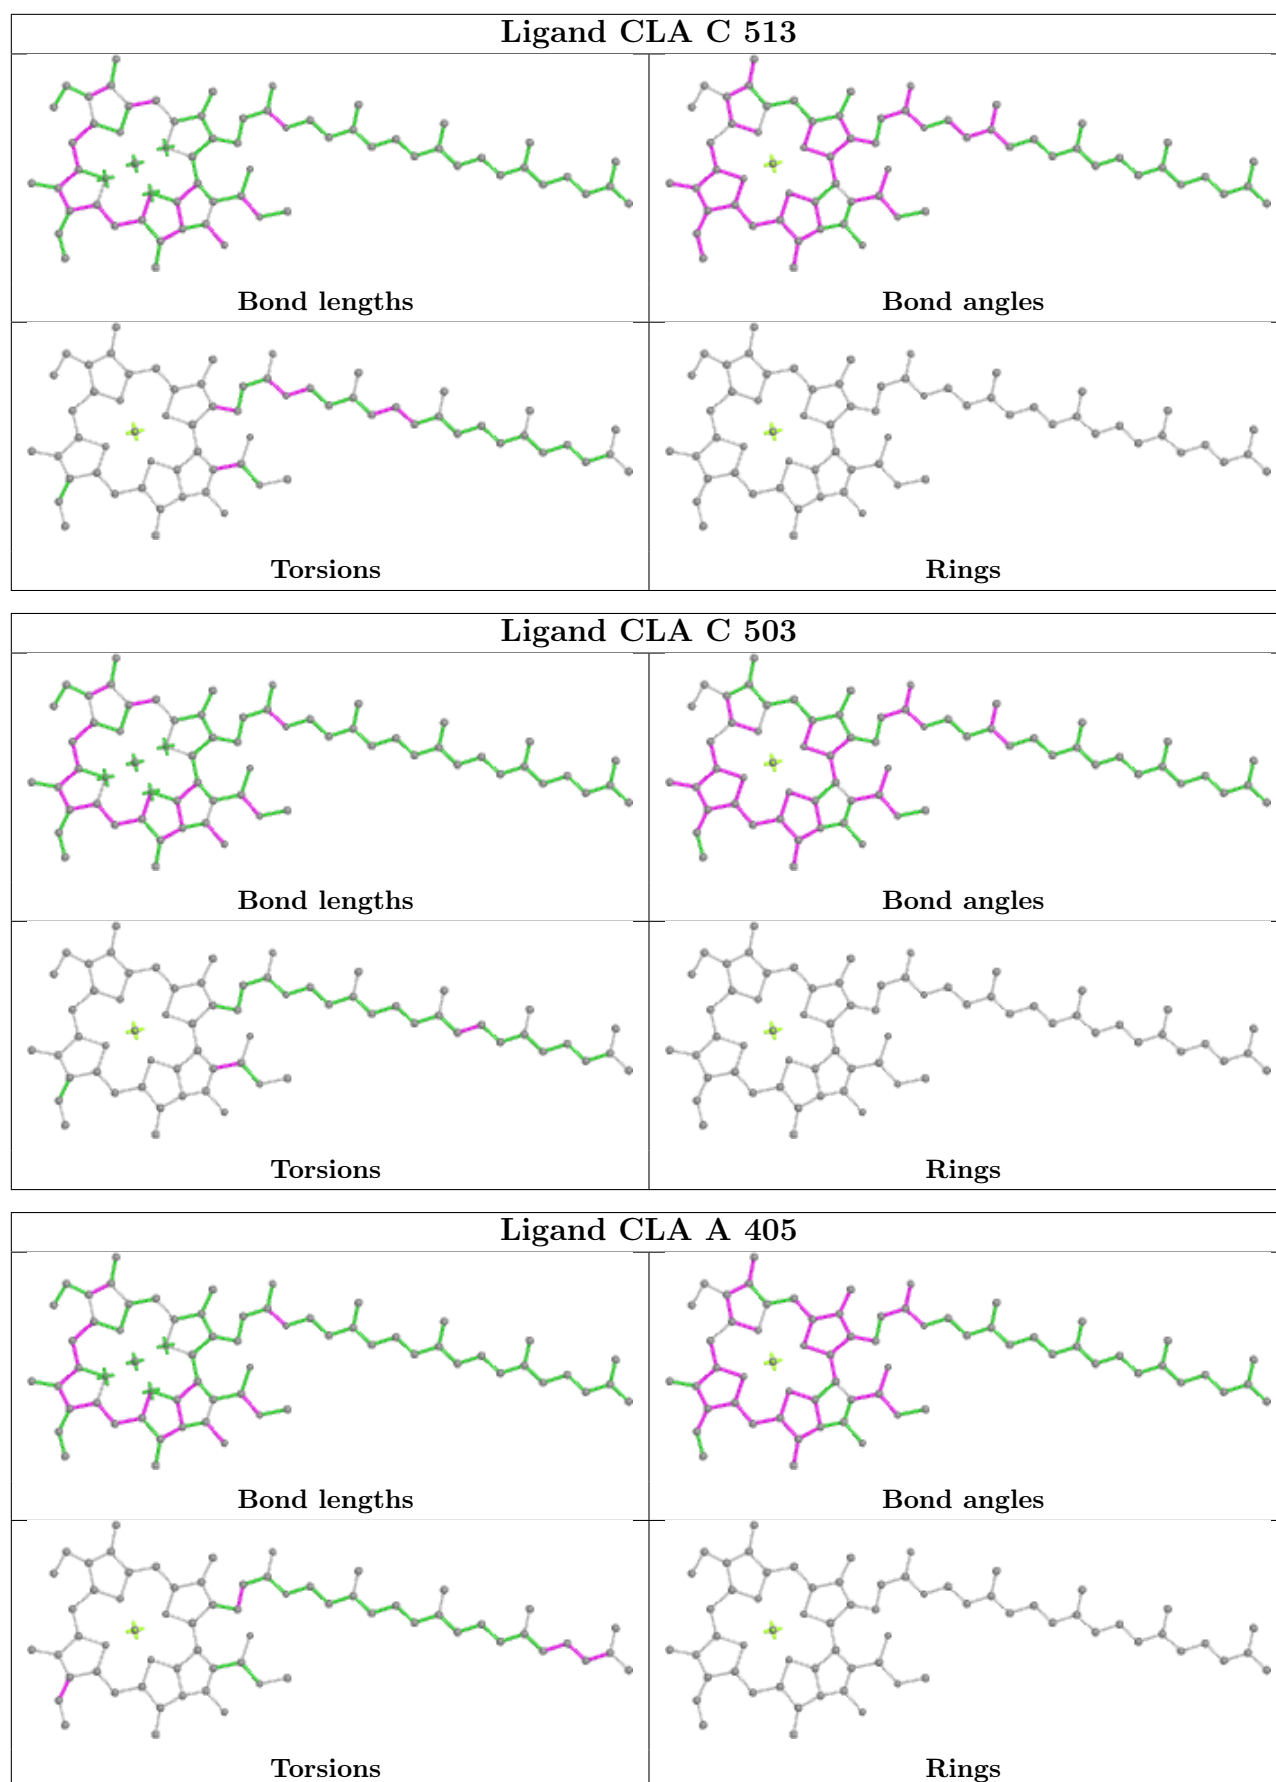 Ligand CLA C 513
Bond lengths
Bond angles
Torsions
Rings
Ligand CLA C 503
Bond lengths
Bond angles
Torsions
Rings
Ligand CLA A 405
Bond lengths
Bond angles
Torsions
Rings